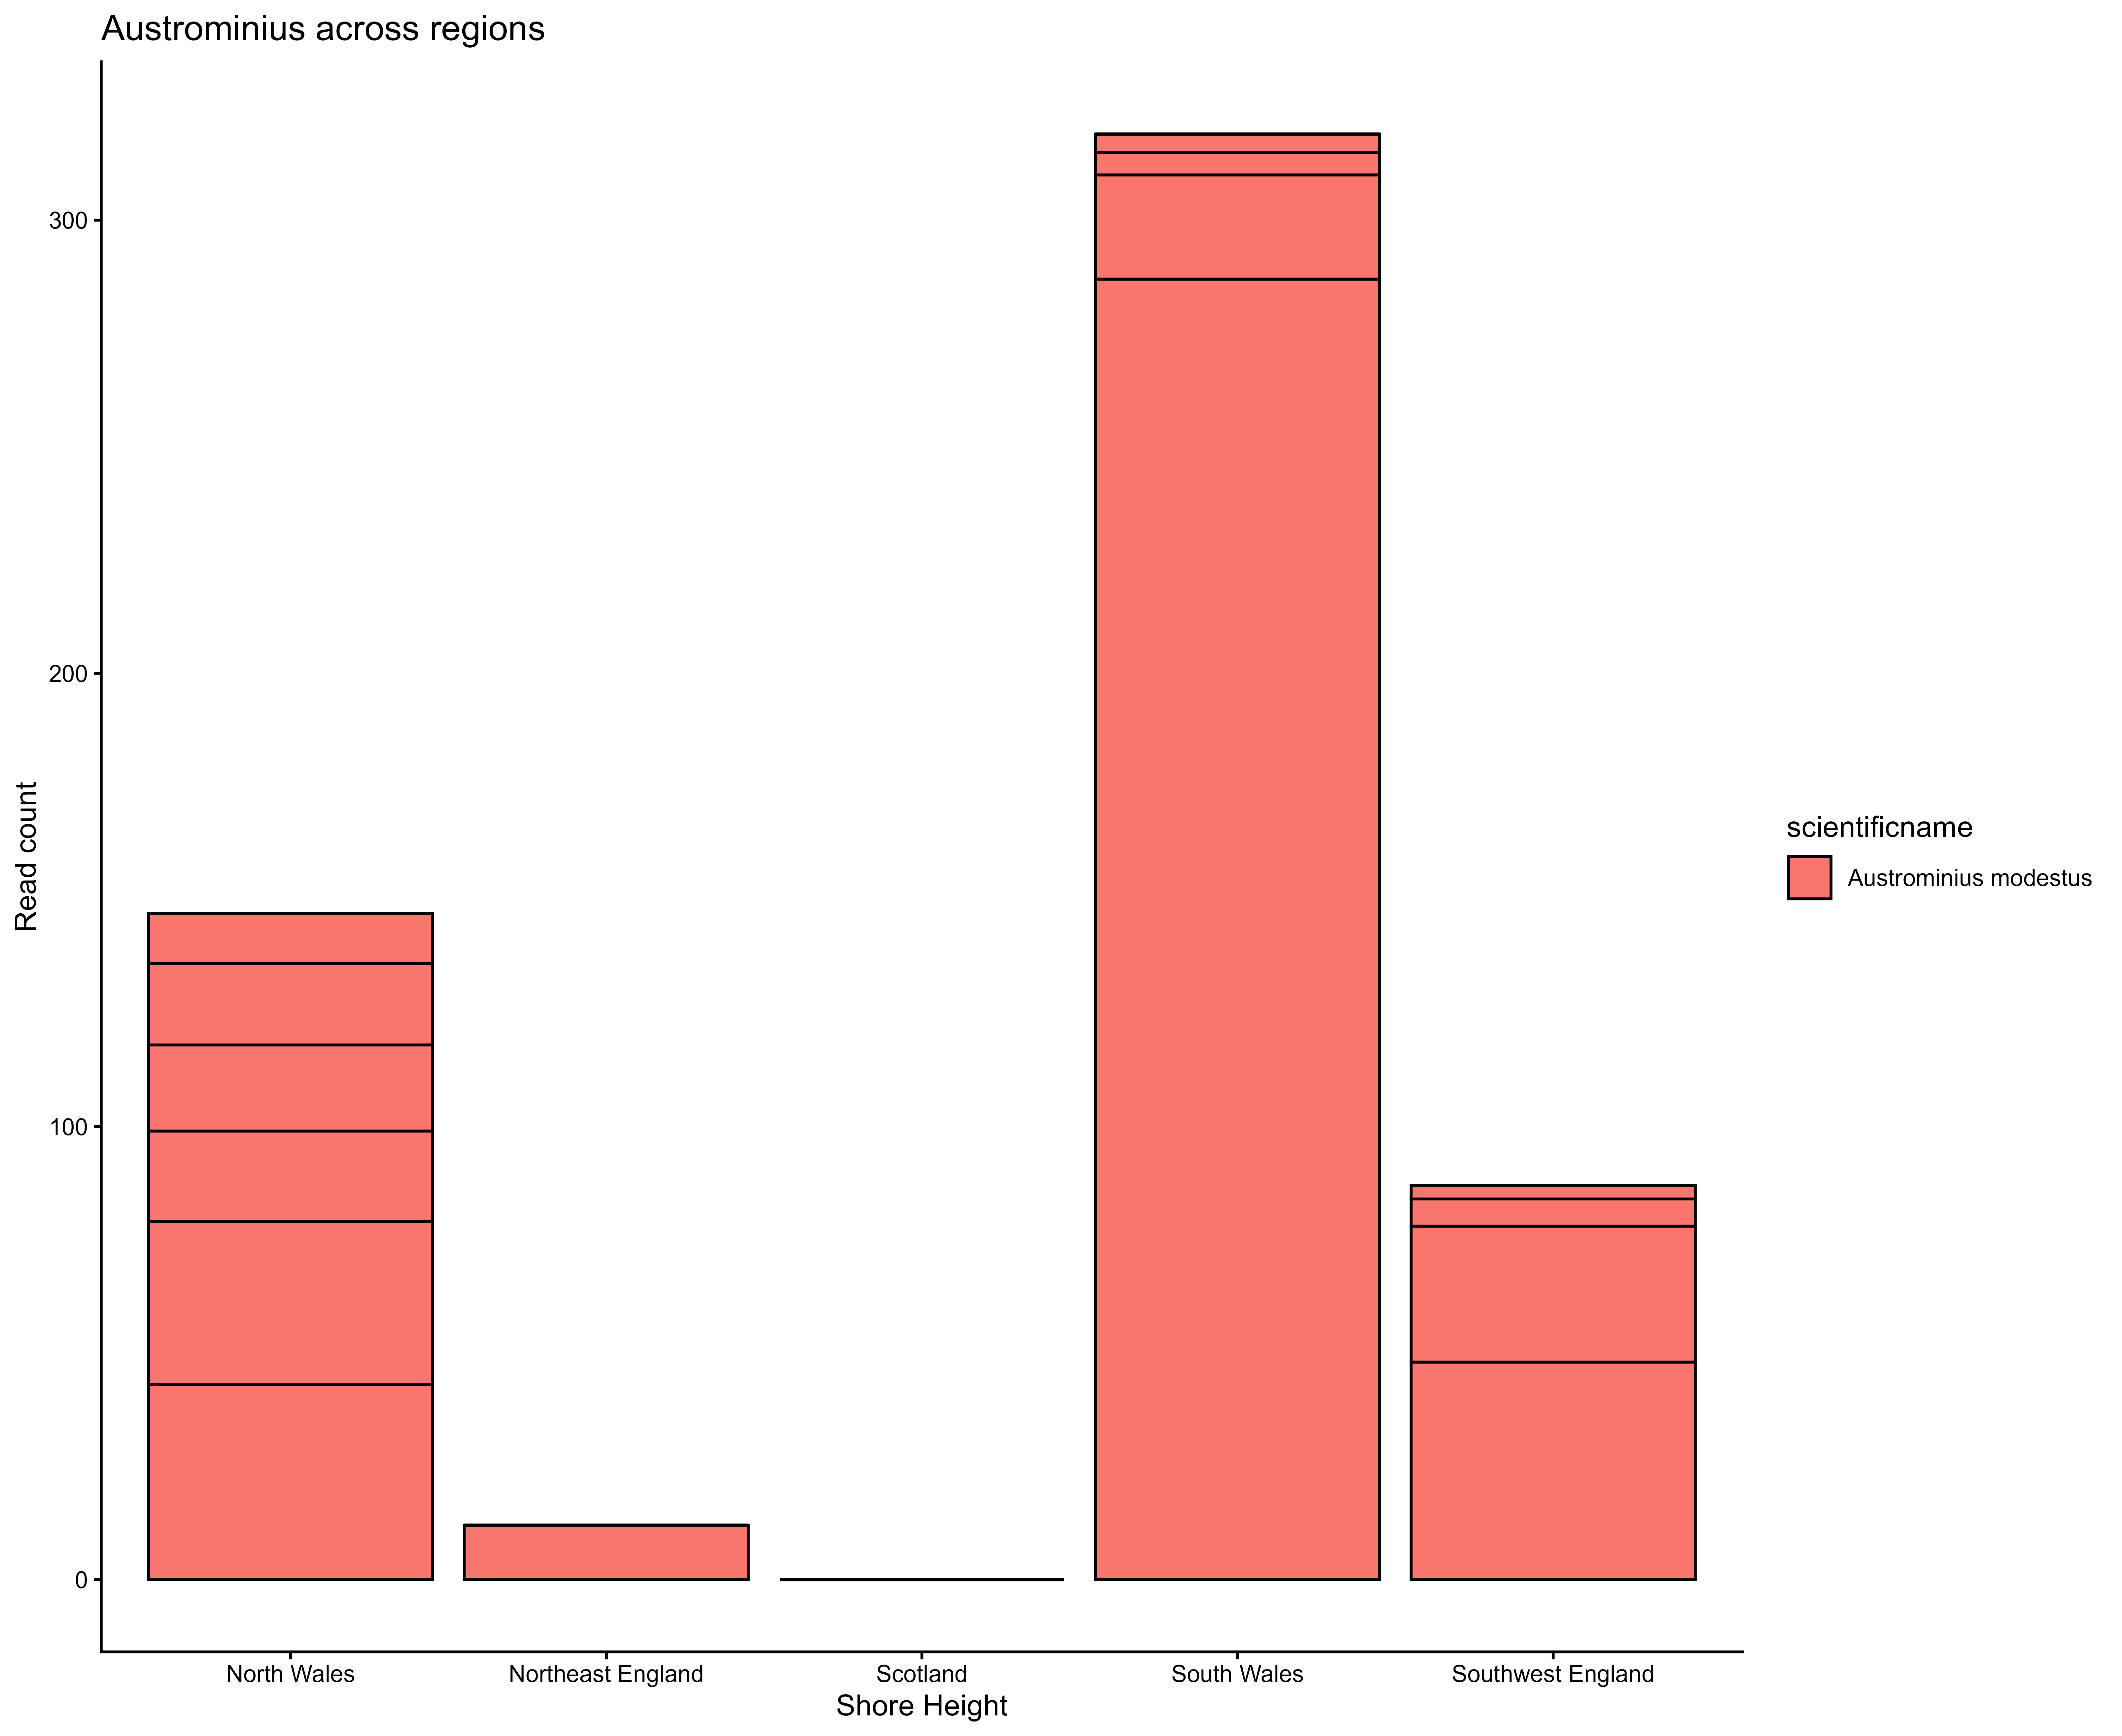 Austrominius across regions
Read count
300
200
100
0
North Wales
Northeast England
Scotland
South Wales
Southwest England
Shore Height
scientificname
Austrominius modestus